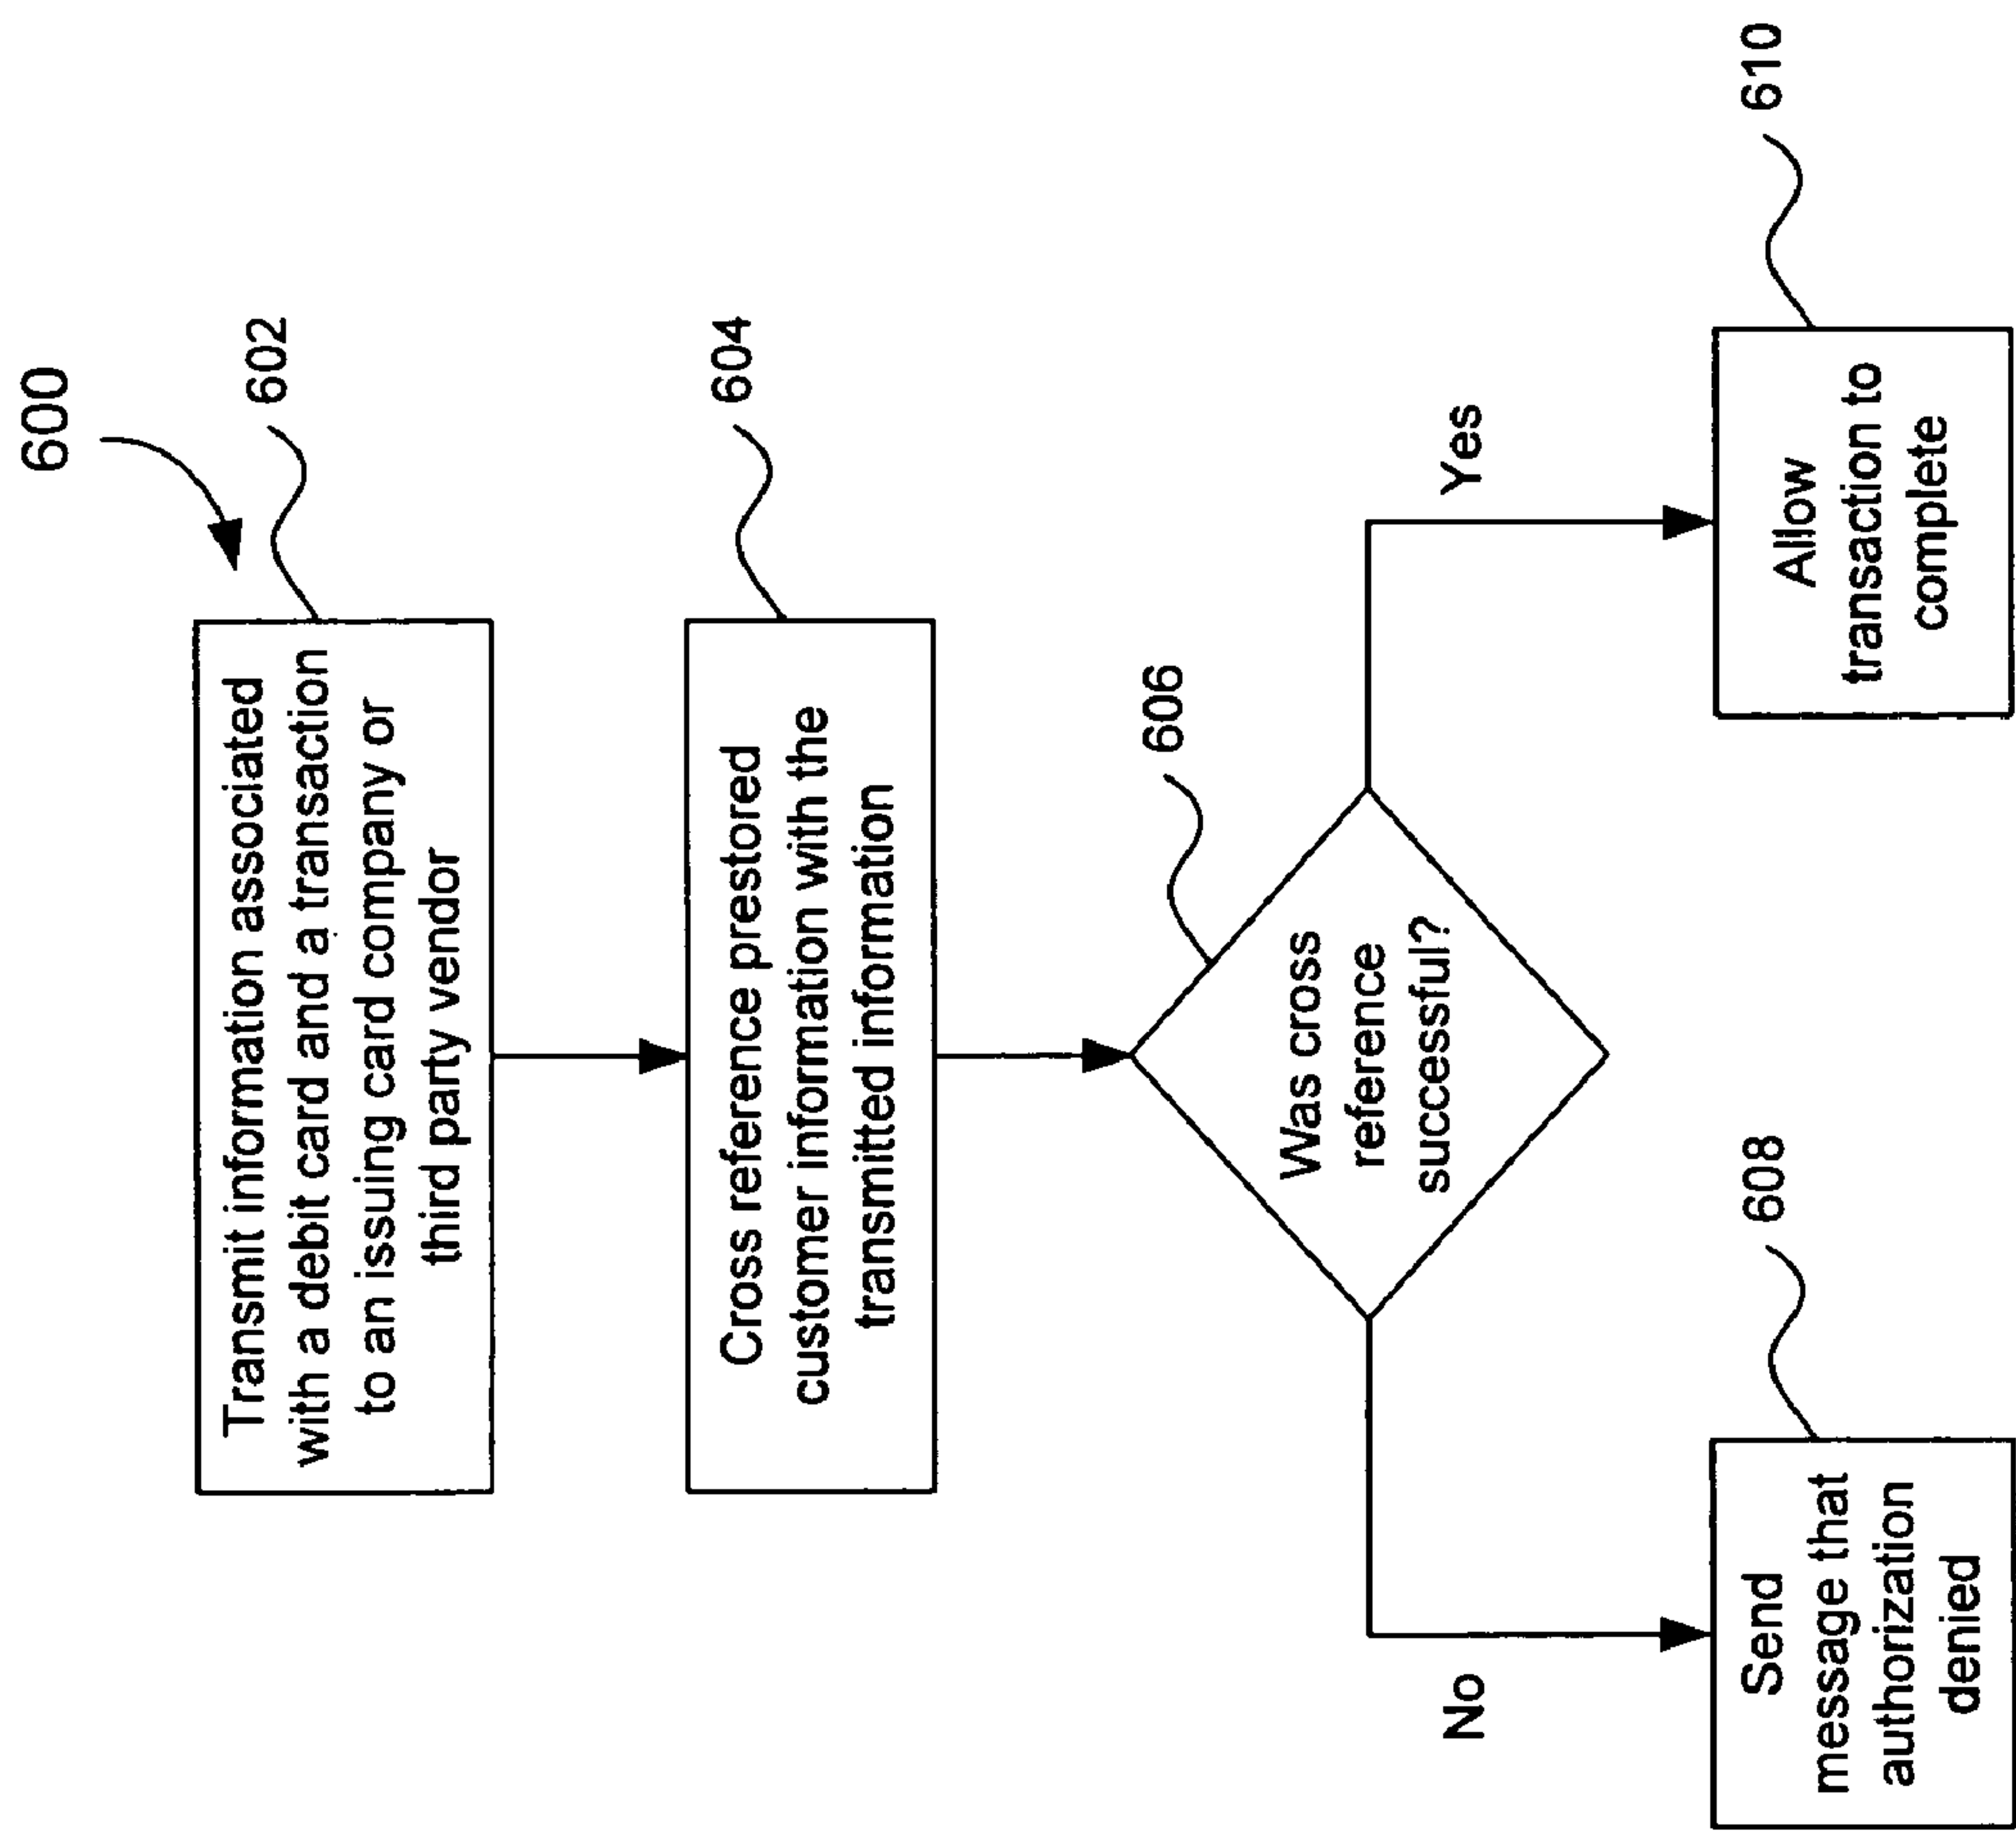 600
602
Transmit information associated
with a debit card and a transaction
to an issuing card company or
third party vendor
604
Cross reference prestored
customer information with the
transmitted information
606
Was cross
reference
successful?
No
Yes
608
Send
message that
authorization
denied
610
Allow
transaction to
complete